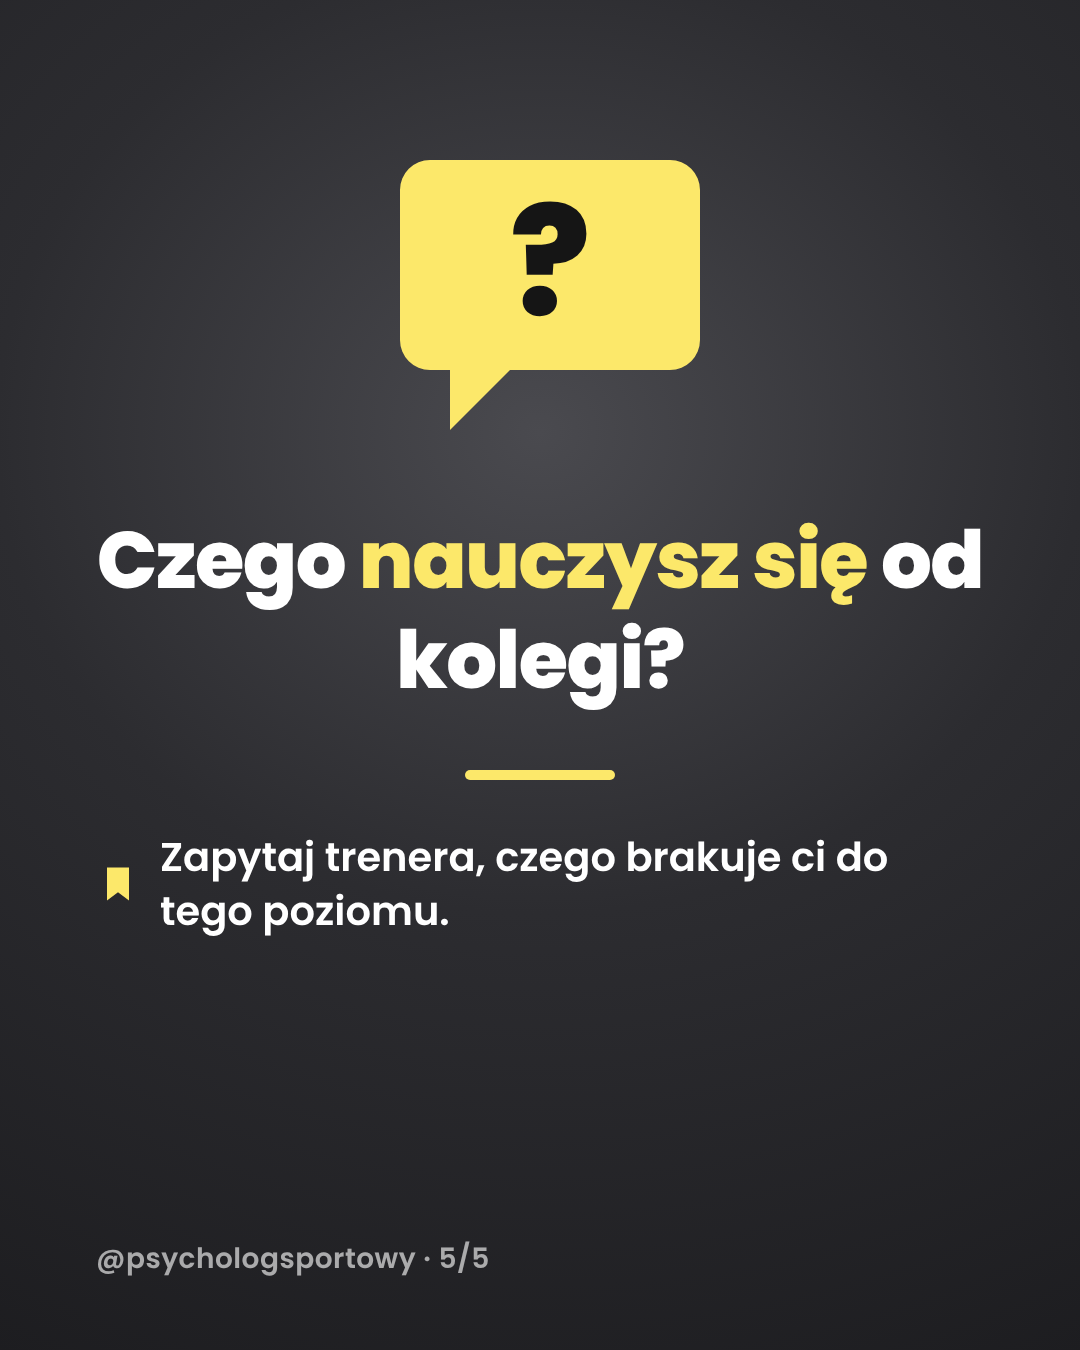 ?
Czego nauczysz się od
kolegi?
Zapytaj trenera, czego brakuje ci do
tego poziomu.
@psychologsportowy · 5/5